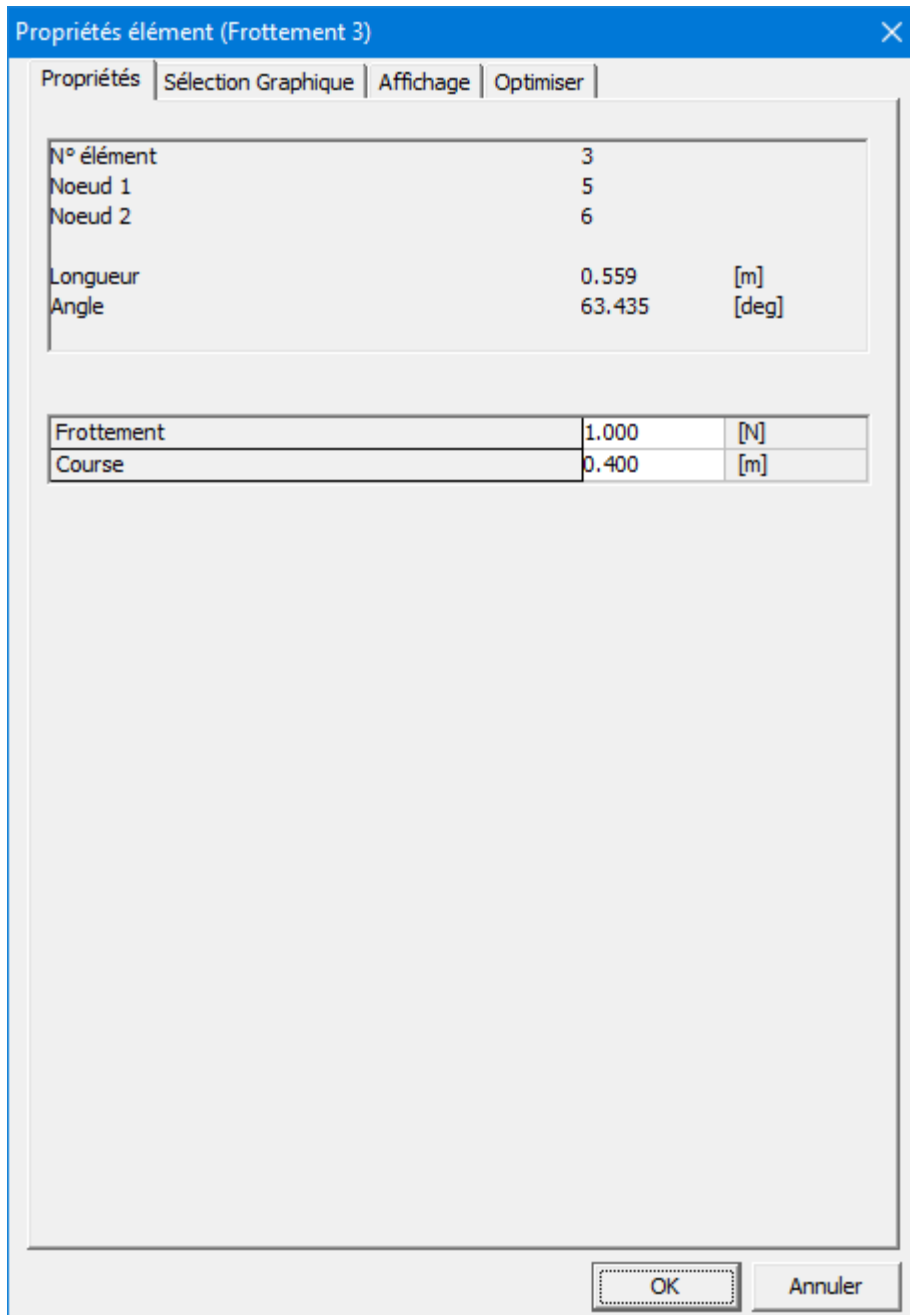 Propriétés élément (Frottement 3)
Propriétés Sélection Graphique Affichage Optimiser
N° élément 3
Noeud 1 5
Noeud 2 6
Longueur 0.559 [m]
Angle 63.435 [deg]
Frottement 1.000 [N]
Course 0.400 [m]
OK Annuler